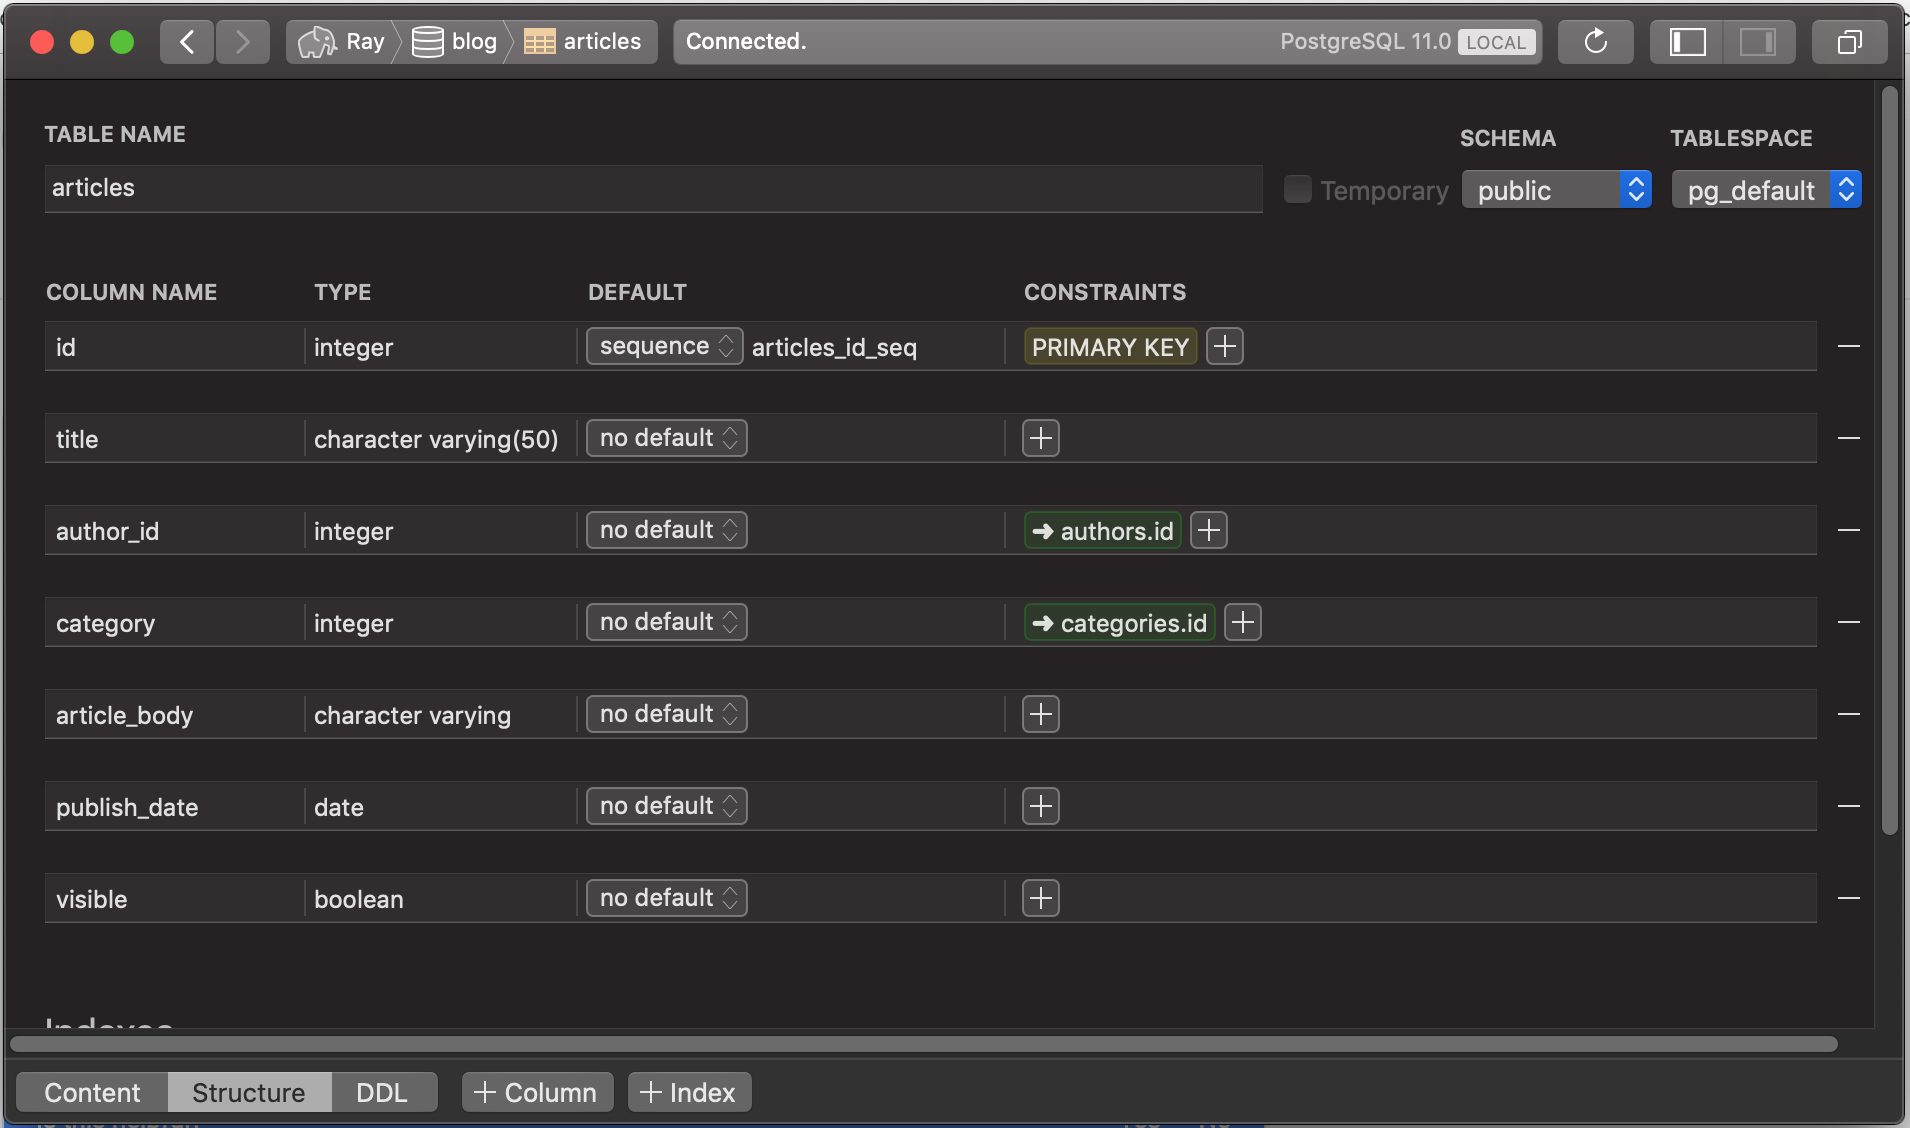 Ray blog articles Connected. PostgreSQL 11.0 LOCAL
TABLE NAME SCHEMA TABLESPACE
articles Temporary public pg_default
COLUMN NAME TYPE DEFAULT CONSTRAINTS
id integer sequence articles_id_seq PRIMARY KEY
title character varying(50) no default
author_id integer no default → authors.id
category integer no default → categories.id
article_body character varying no default
publish_date date no default
visible boolean no default
Indexes
Content Structure DDL + Column + Index